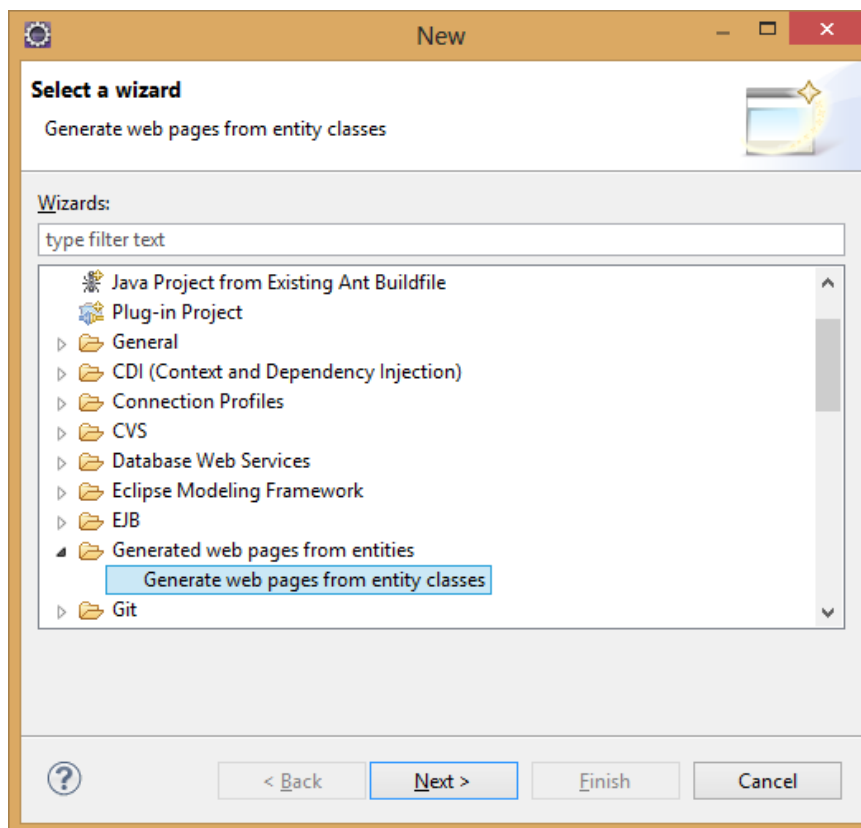 New
Select a wizard
Generate web pages from entity classes
Wizards:
type filter text
Java Project from Existing Ant Buildfile
Plug-in Project
General
CDI (Context and Dependency Injection)
Connection Profiles
CVS
Database Web Services
Eclipse Modeling Framework
EJB
Generated web pages from entities
Generate web pages from entity classes
Git
? < Back Next > Finish Cancel